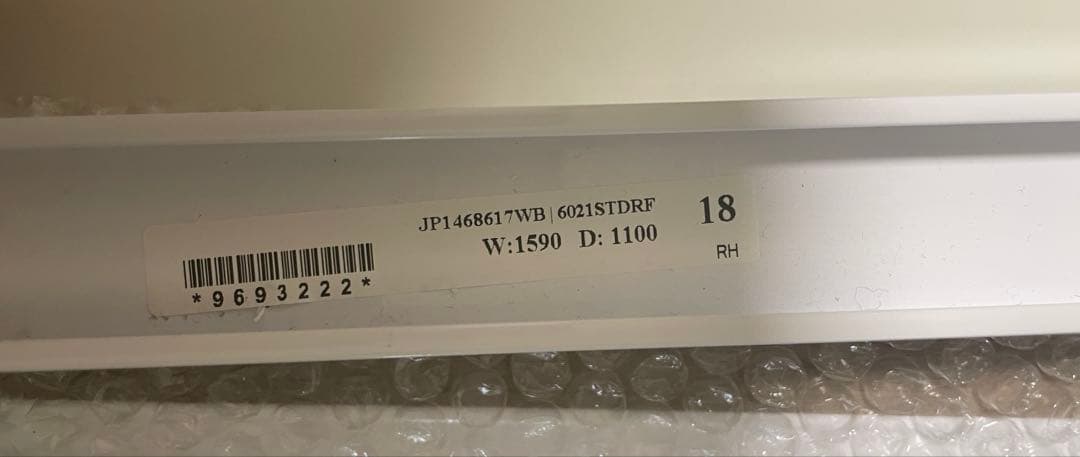 JP1468617WB|6021STDRF
W:1590 D: 1100
18
RH
*9693222*